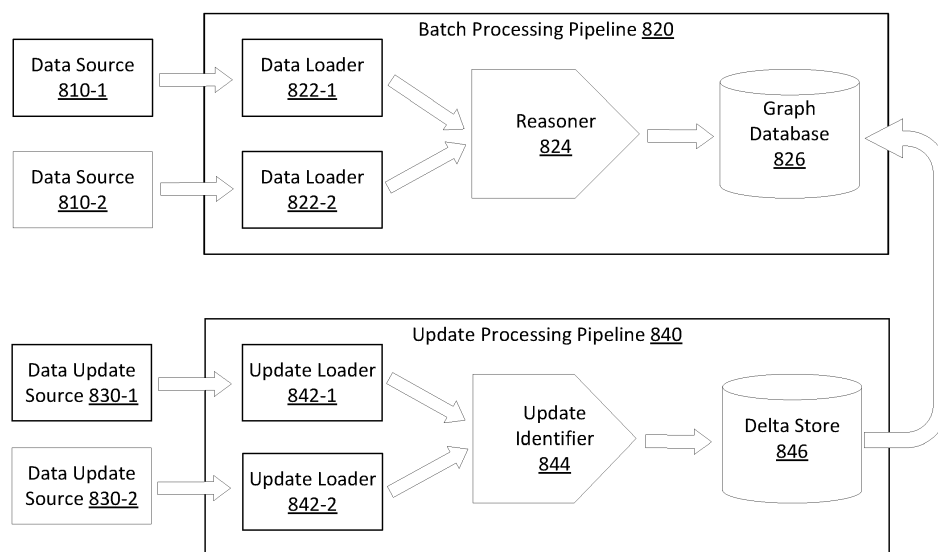 Batch Processing Pipeline 820
Data Source
810-1
Data Loader
822-1
Reasoner
824
Graph
Database
826
Data Source
810-2
Data Loader
822-2
Update Processing Pipeline 840
Data Update
Source 830-1
Update Loader
842-1
Update
Identifier
844
Delta Store
846
Data Update
Source 830-2
Update Loader
842-2